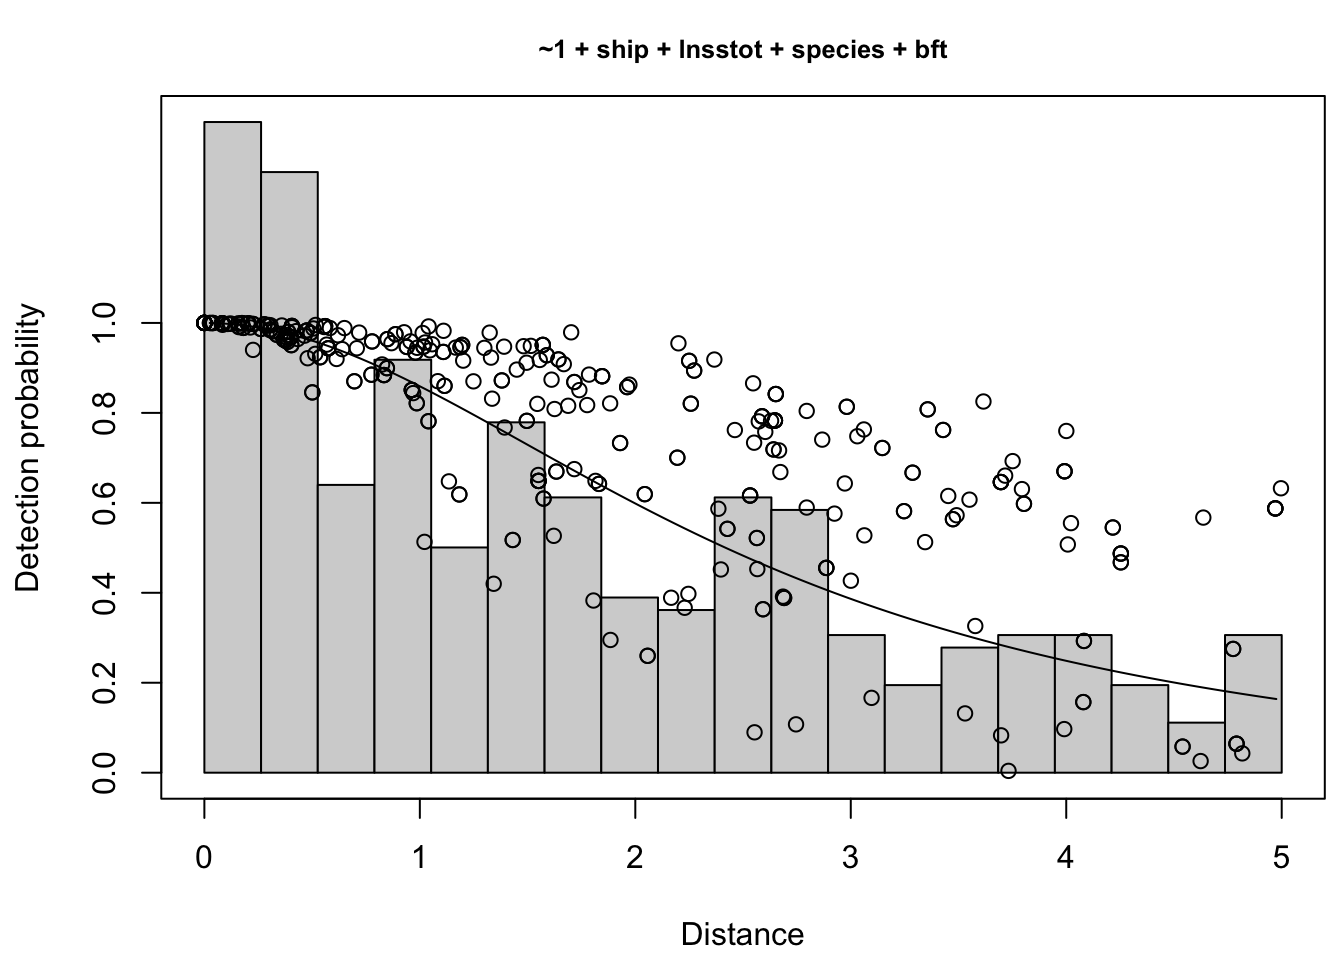 ~1 + ship + lnsstot + species + bft
Detection probability
1.0
0.8
0.6
0.4
0.2
0.0
0 1 2 3 4 5
Distance